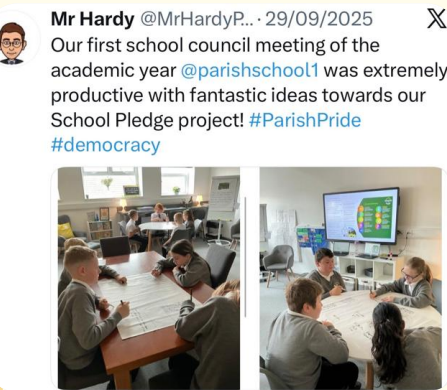 Mr Hardy @MrHardyP... · 29/09/2025
Our first school council meeting of the
academic year @parishschool1 was extremely
productive with fantastic ideas towards our
School Pledge project! #ParishPride
#democracy